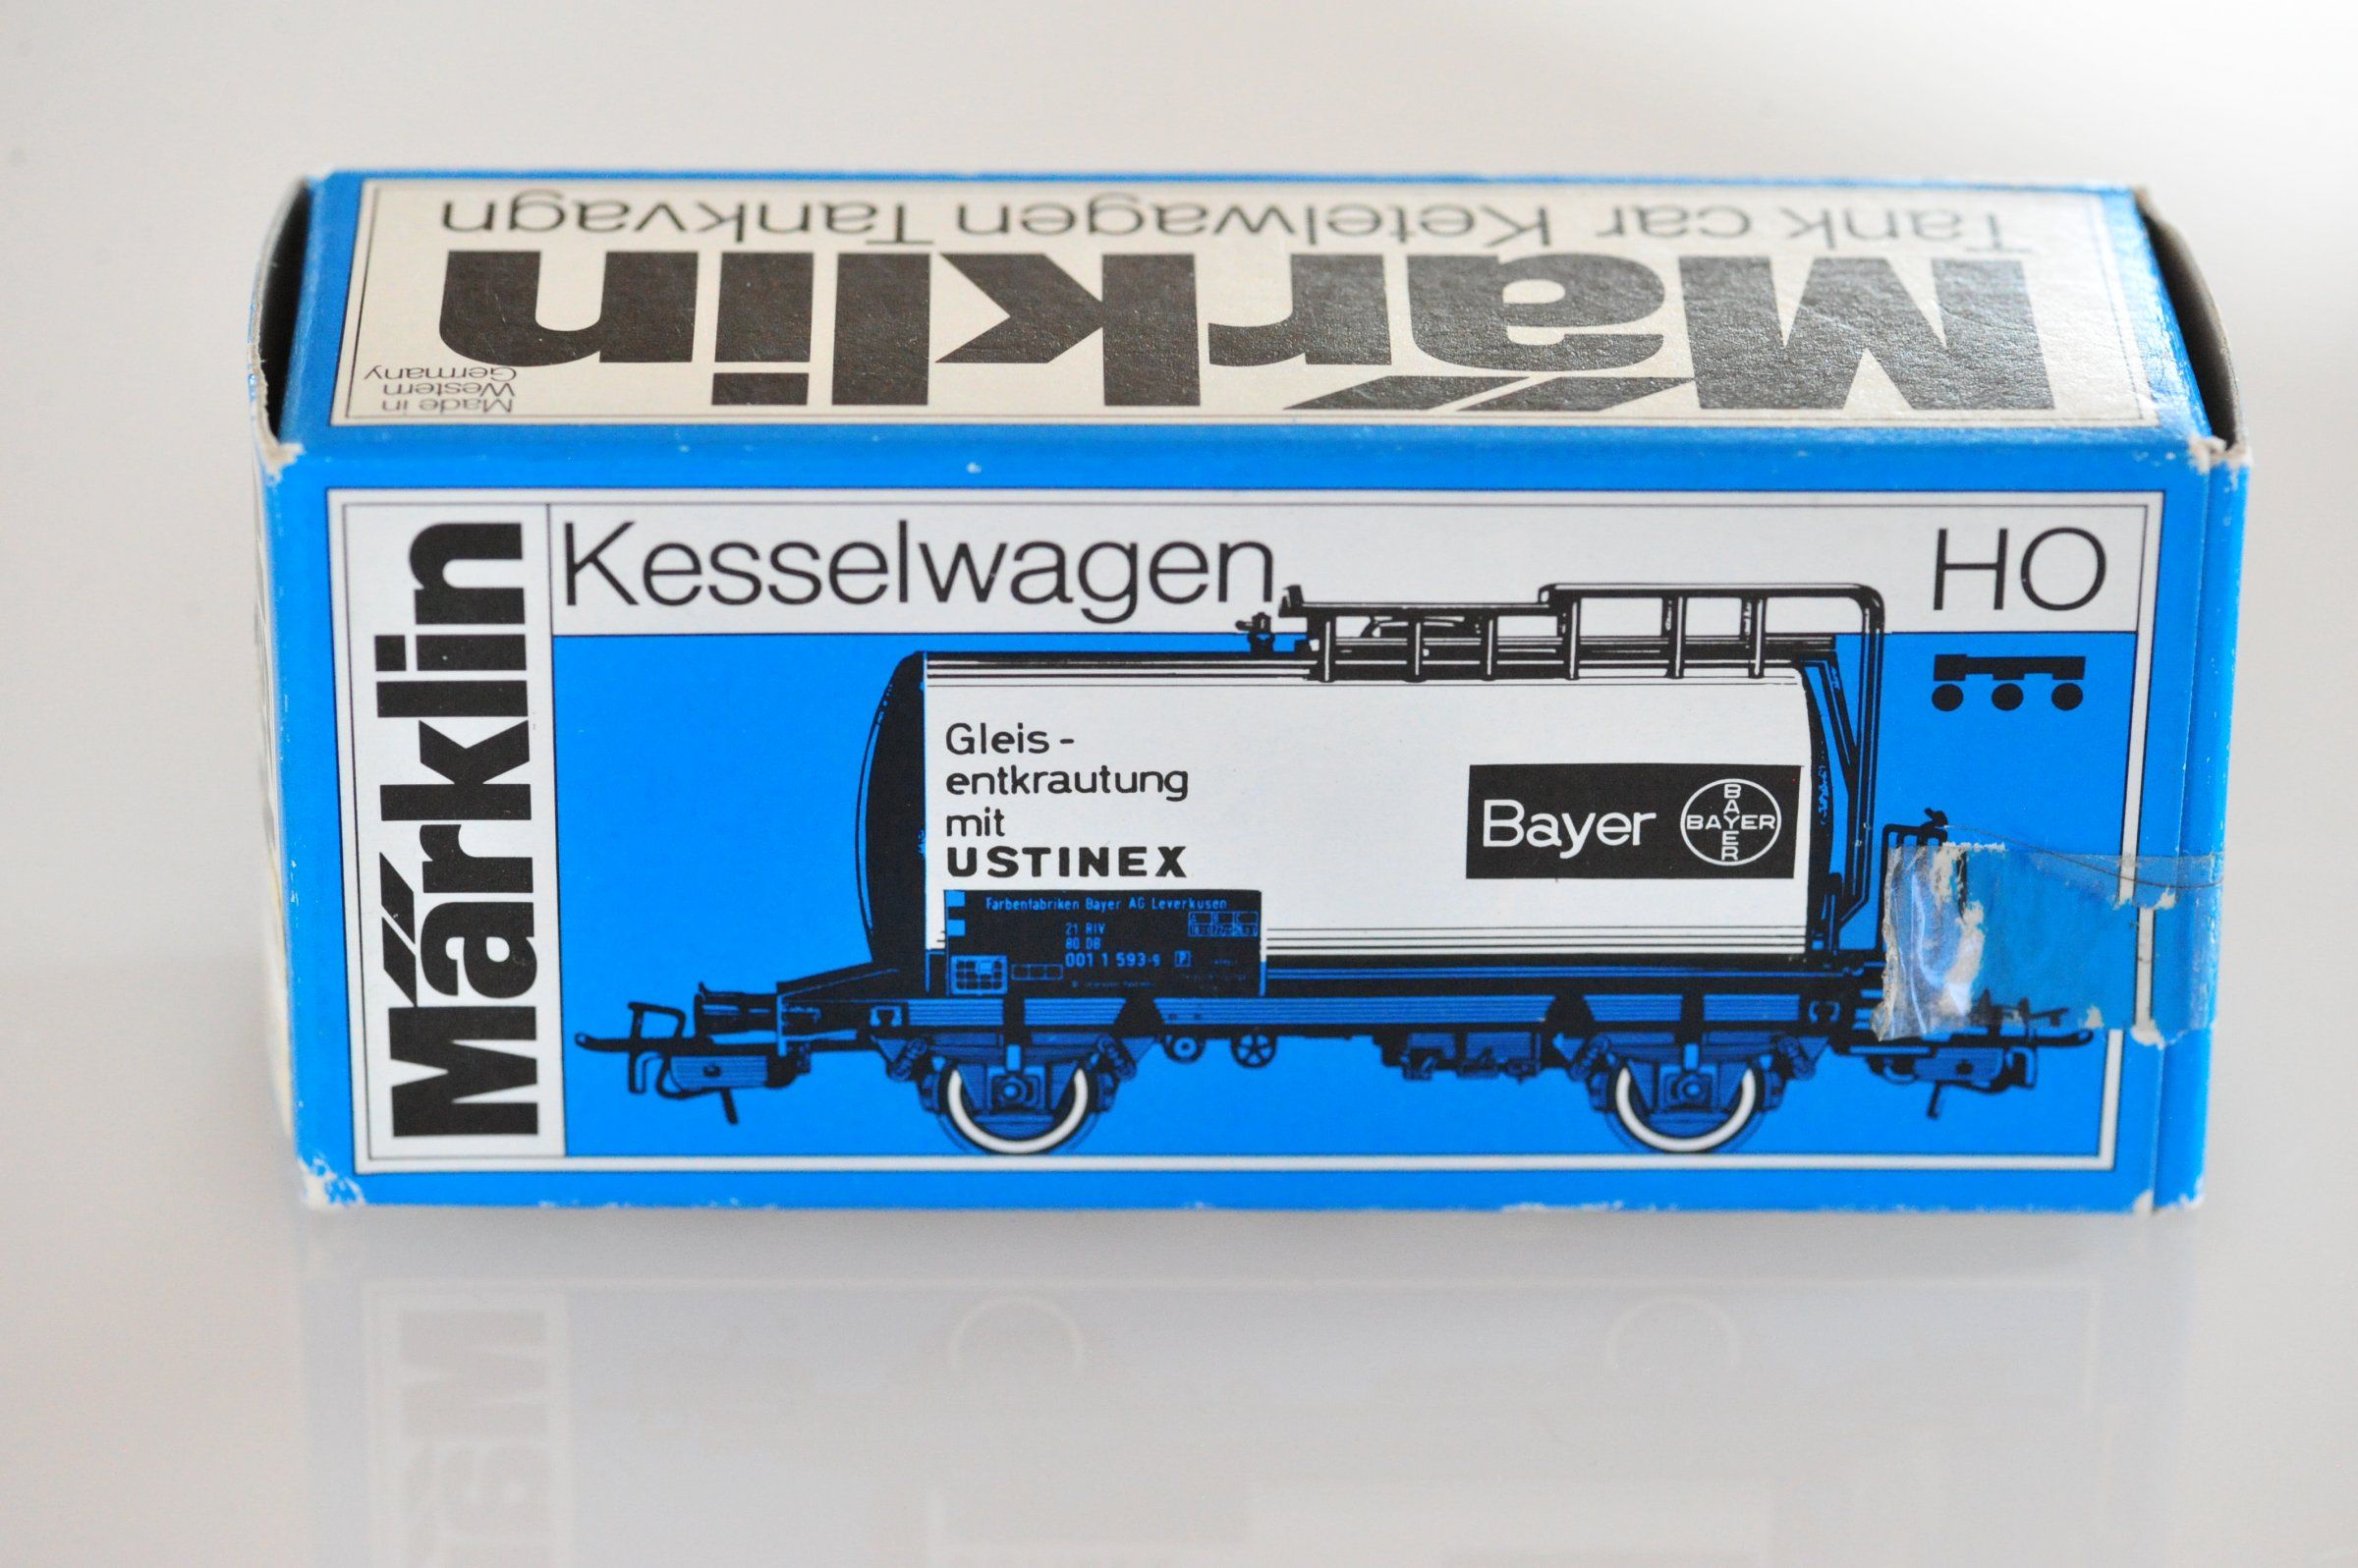 Tank car Ketelwagen Tankvagn
Märklin
Made in
Western
Germany
Märklin
Kesselwagen
HO
Gleis-
entkrautung
mit
USTINEX
Bayer
BAYER
BAYER
Farbenfabriken Bayer AG Leverkusen
21 RIV
80 DB
001 1 593-9
P